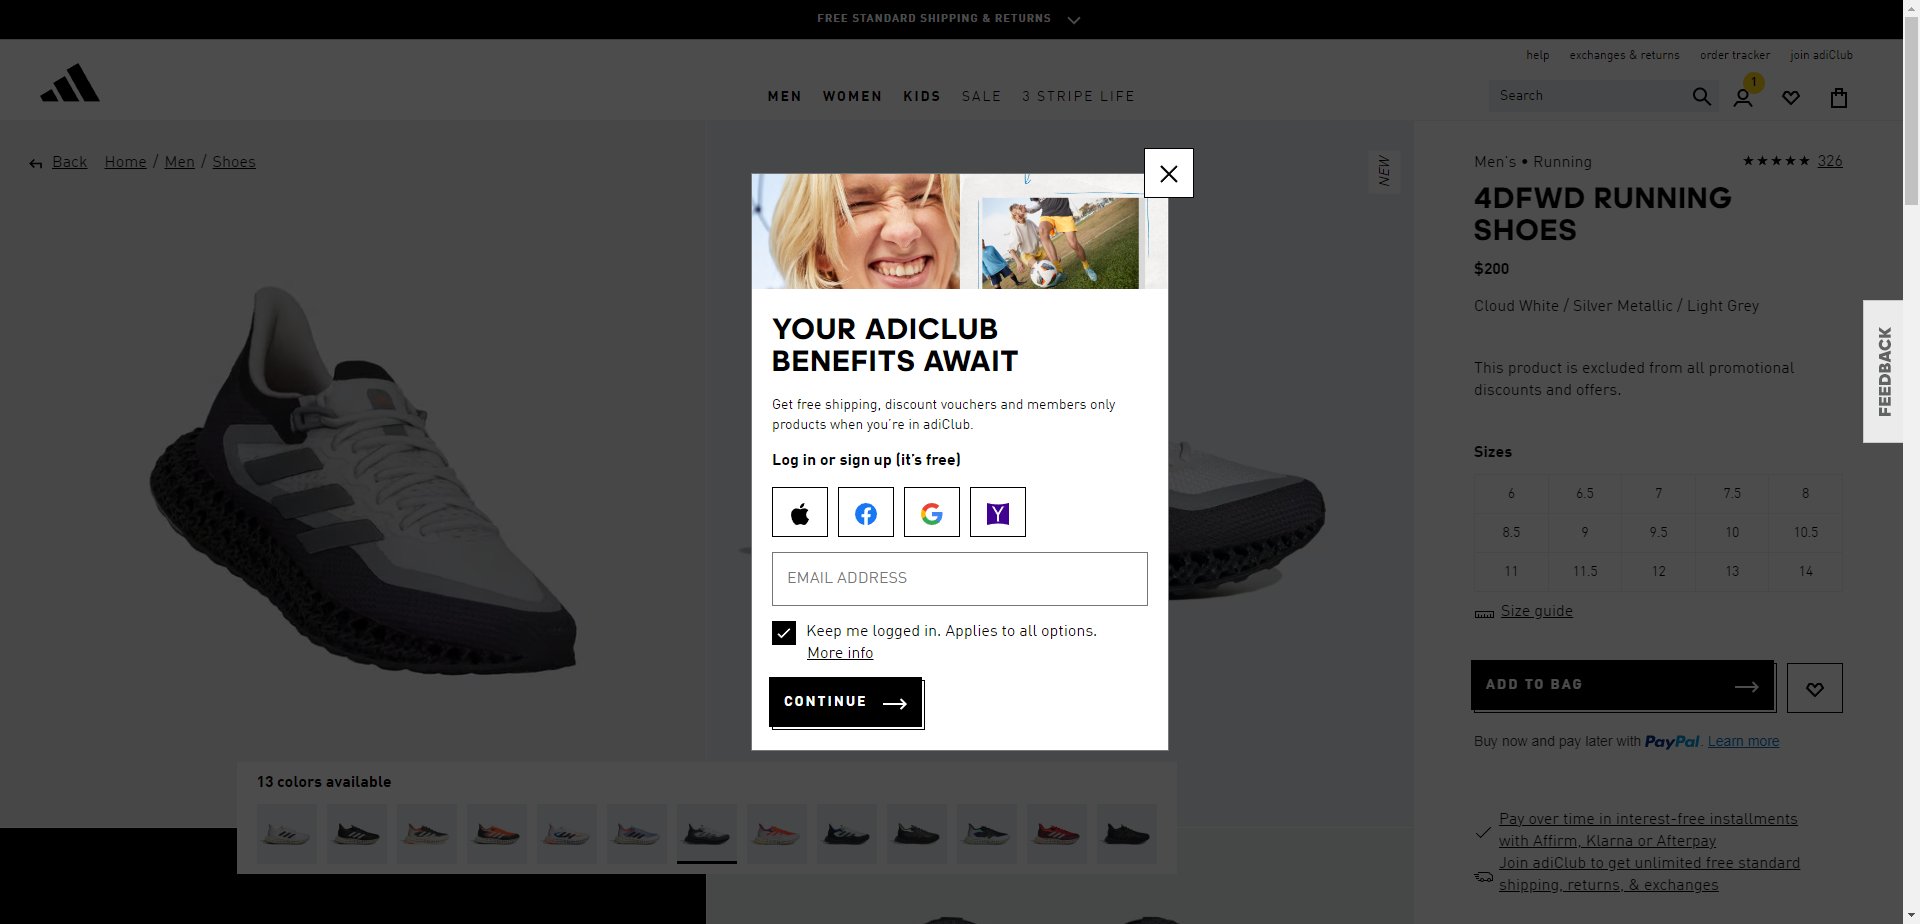 FREE STANDARD SHIPPING & RETURNS
help
exchanges & returns
order tracker
join adiClub
MEN
WOMEN
KIDS
SALE
3 STRIPE LIFE
Search
1
Back
Home / Men / Shoes
NEW
Men's • Running
★★★★★ 326
4DFWD RUNNING
SHOES
$200
Cloud White / Silver Metallic / Light Grey
This product is excluded from all promotional
discounts and offers.
Sizes
6 6.5 7 7.5 8
8.5 9 9.5 10 10.5
11 11.5 12 13 14
Size guide
ADD TO BAG
Buy now and pay later with PayPal. Learn more
Pay over time in interest-free installments
with Affirm, Klarna or Afterpay
Join adiClub to get unlimited free standard
shipping, returns, & exchanges
FEEDBACK
YOUR ADICLUB
BENEFITS AWAIT
Get free shipping, discount vouchers and members only
products when you're in adiClub.
Log in or sign up (it's free)
EMAIL ADDRESS
Keep me logged in. Applies to all options.
More info
CONTINUE
13 colors available